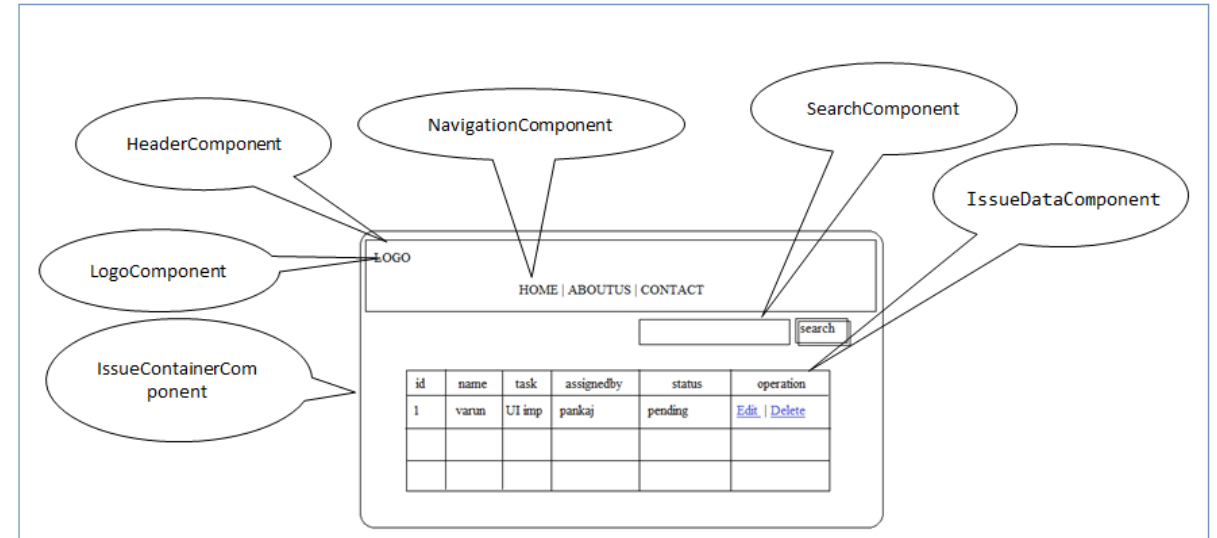 SearchComponent
NavigationComponent
HeaderComponent
IssueDataComponent
LOGO
LogoComponent
HOME | ABOUTUS | CONTACT
search
IssueContainerCom
ponent
id name task assignedby status operation
1 varun UI imp pankaj pending Edit | Delete